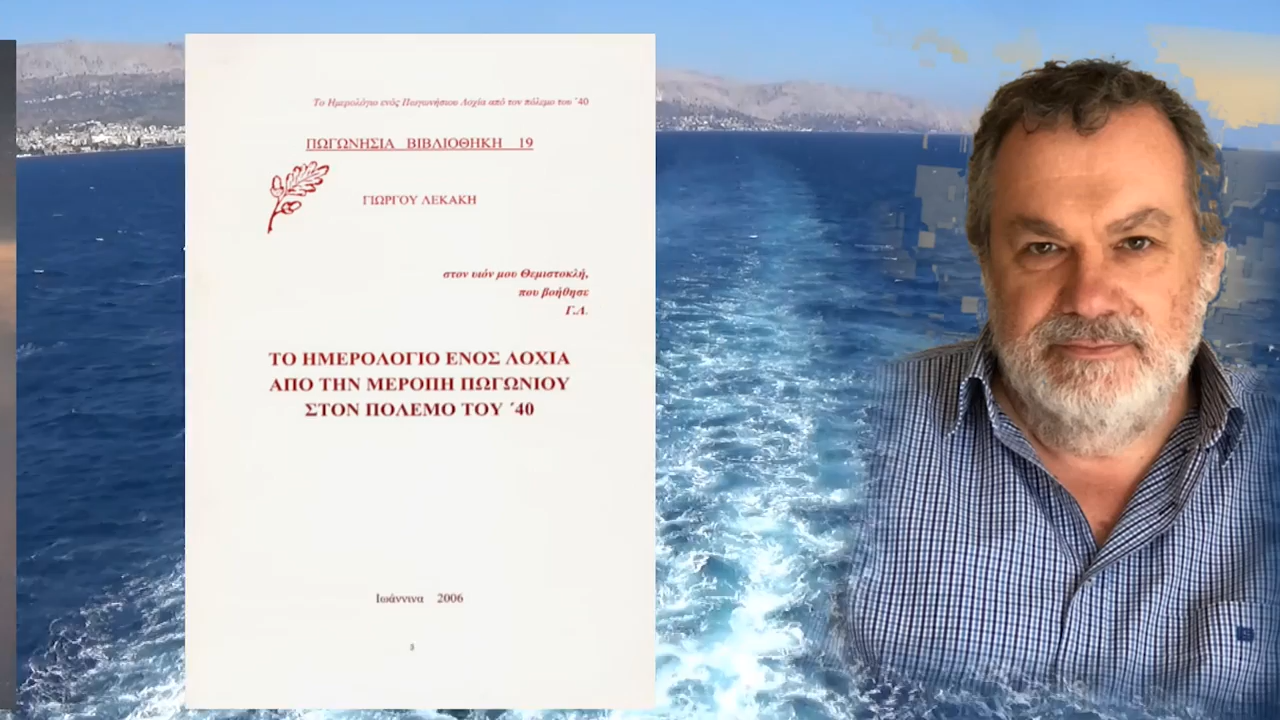 Το Ημερολόγιο ενός Πωγωνήσιου Λοχία από τον πόλεμο του ΄40
ΠΩΓΩΝΗΣΙΑ ΒΙΒΛΙΟΘΗΚΗ 19
ΓΙΩΡΓΟΥ ΛΕΚΑΚΗ
στον υιόν μου Θεμιστοκλή,
που βοήθησε
Γ.Λ.
ΤΟ ΗΜΕΡΟΛΟΓΙΟ ΕΝΟΣ ΛΟΧΙΑ
ΑΠΟ ΤΗΝ ΜΕΡΟΠΗ ΠΩΓΩΝΙΟΥ
ΣΤΟΝ ΠΟΛΕΜΟ ΤΟΥ ΄40
Ιωάννινα 2006